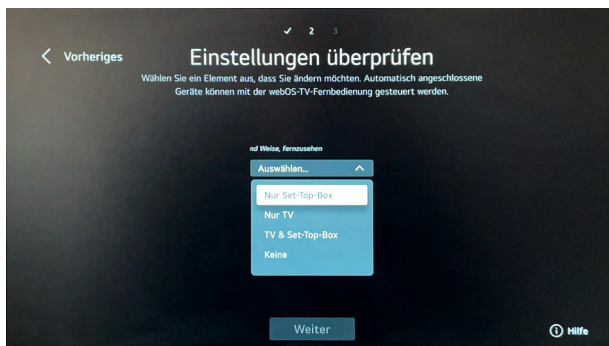 2 3
Vorheriges
Einstellungen überprüfen
Wählen Sie ein Element aus, dass Sie ändern möchten. Automatisch angeschlossene
Geräte können mit der webOS-TV-Fernbedienung gesteuert werden.
nd Weise, fernzusehen
Auswählen...
Nur Set-Top-Box
Nur TV
TV & Set-Top-Box
Keine
Weiter
Hilfe